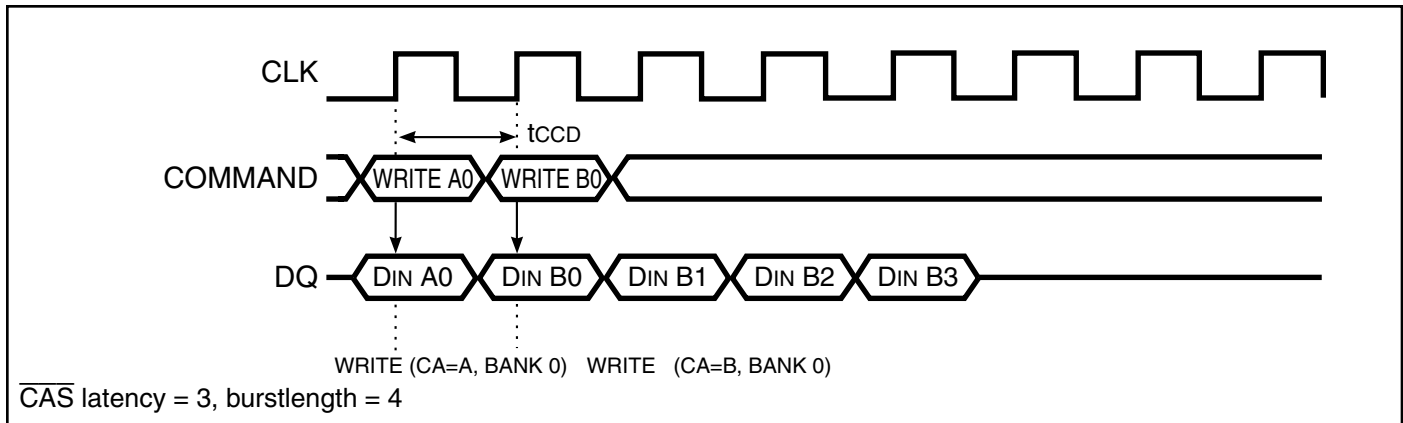 CLK
tCCD
COMMAND WRITE A0 WRITE B0
DQ DIN A0 DIN B0 DIN B1 DIN B2 DIN B3
WRITE (CA=A, BANK 0) WRITE (CA=B, BANK 0)
CAS latency = 3, burstlength = 4